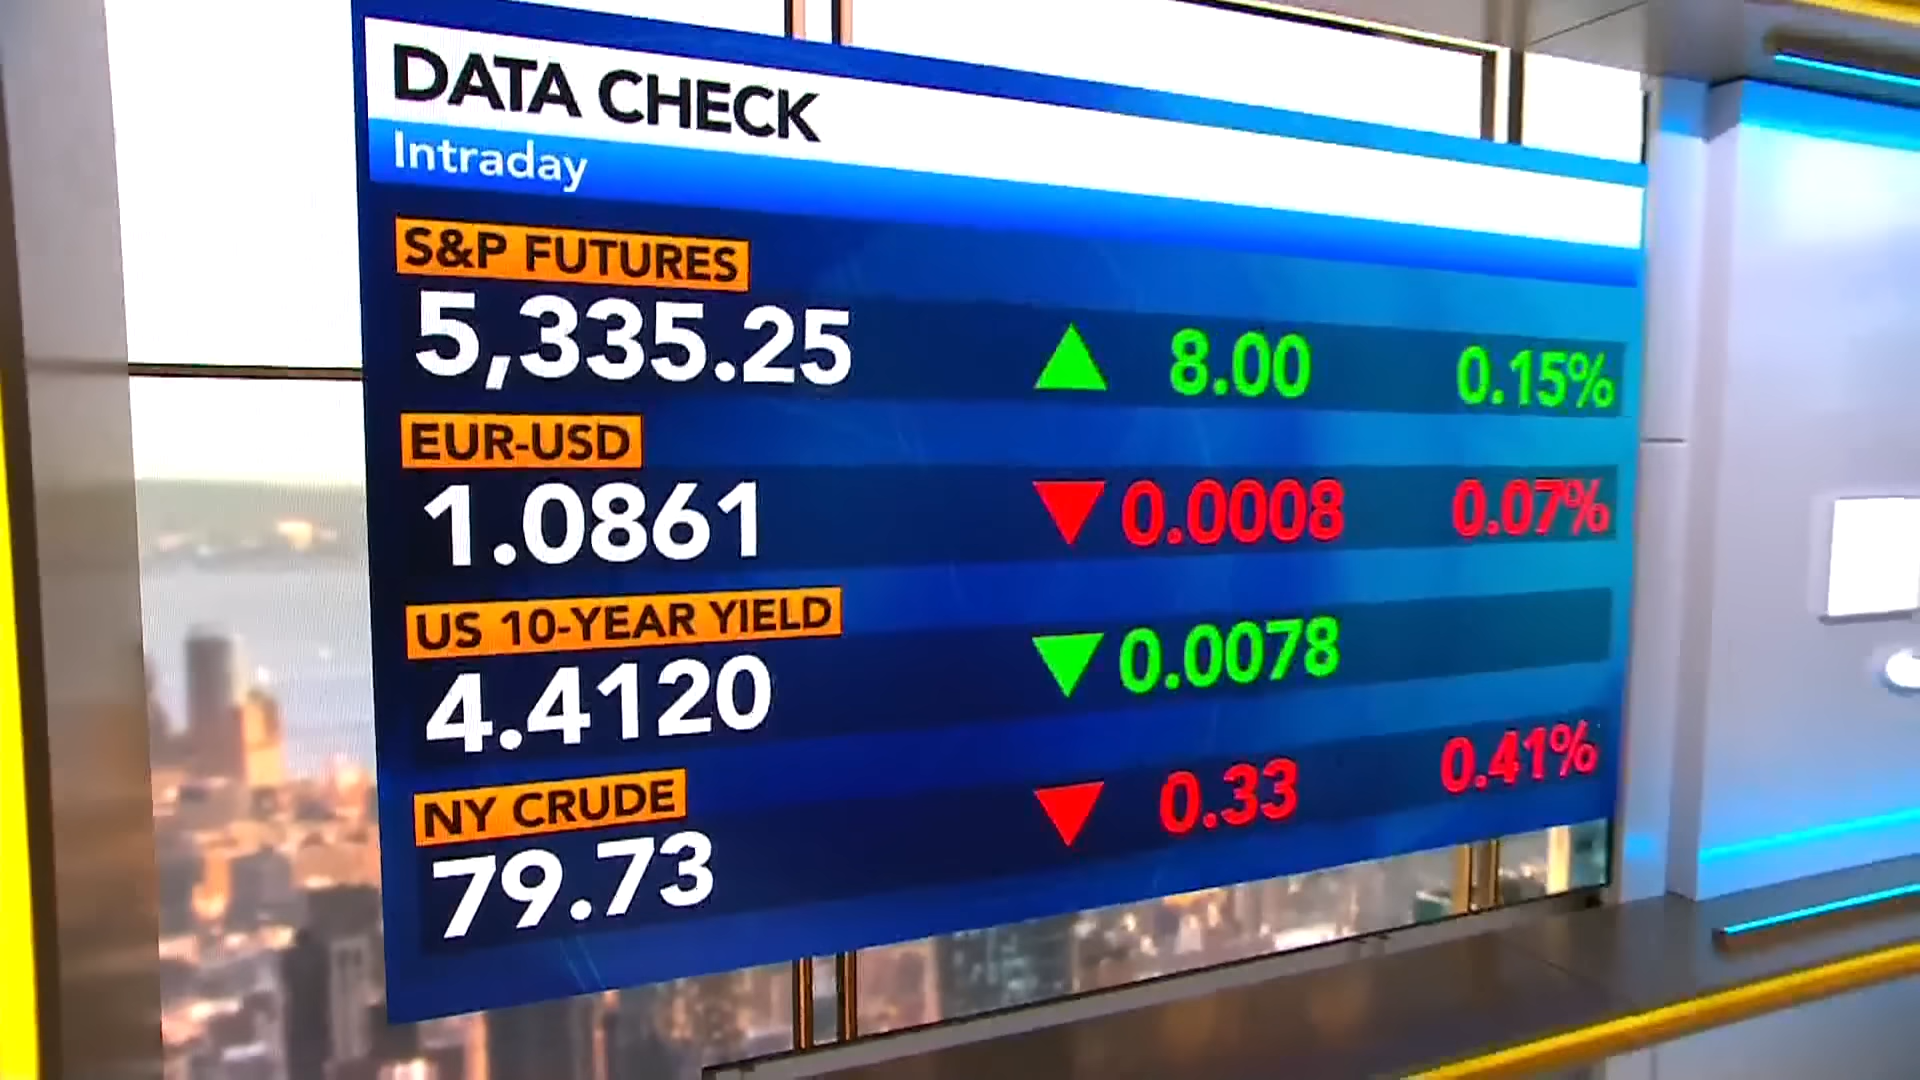 DATA CHECK
Intraday
S&P FUTURES
5,335.25 ▲ 8.00 0.15%
EUR-USD
1.0861 ▼ 0.0008 0.07%
US 10-YEAR YIELD
4.4120 ▼ 0.0078
NY CRUDE
79.73 ▼ 0.33 0.41%